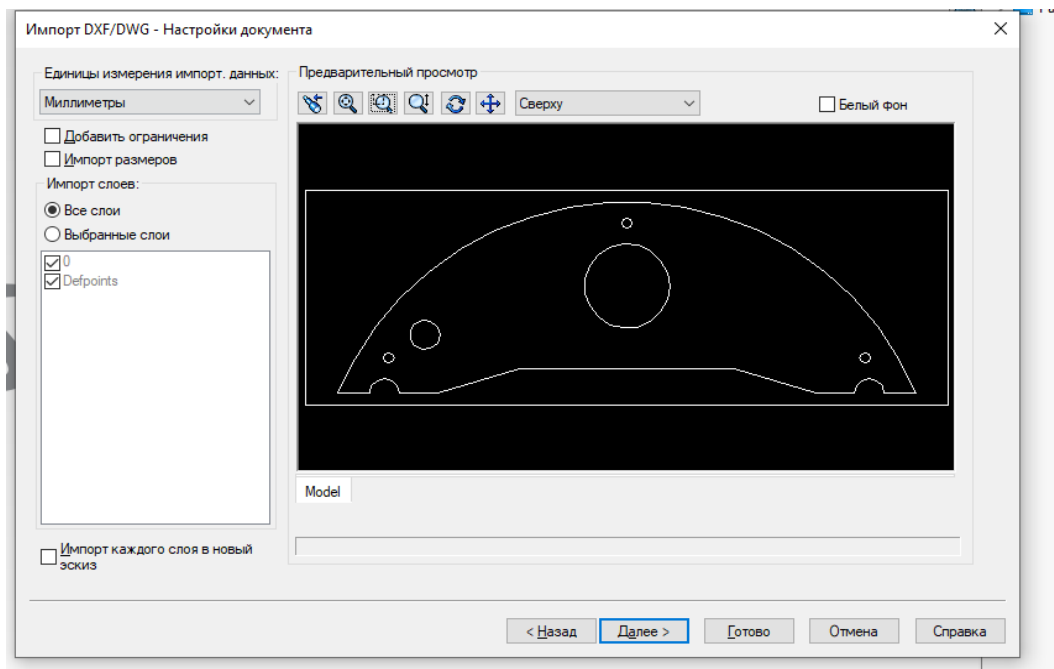 Импорт DXF/DWG - Настройки документа
Единицы измерения импорт. данных:
Миллиметры
Добавить ограничения
Импорт размеров
Импорт слоев:
Все слои
Выбранные слои
0
Defpoints
Импорт каждого слоя в новый
эскиз
Предварительный просмотр
Сверху
Белый фон
Model
< Назад
Далее >
Готово
Отмена
Справка